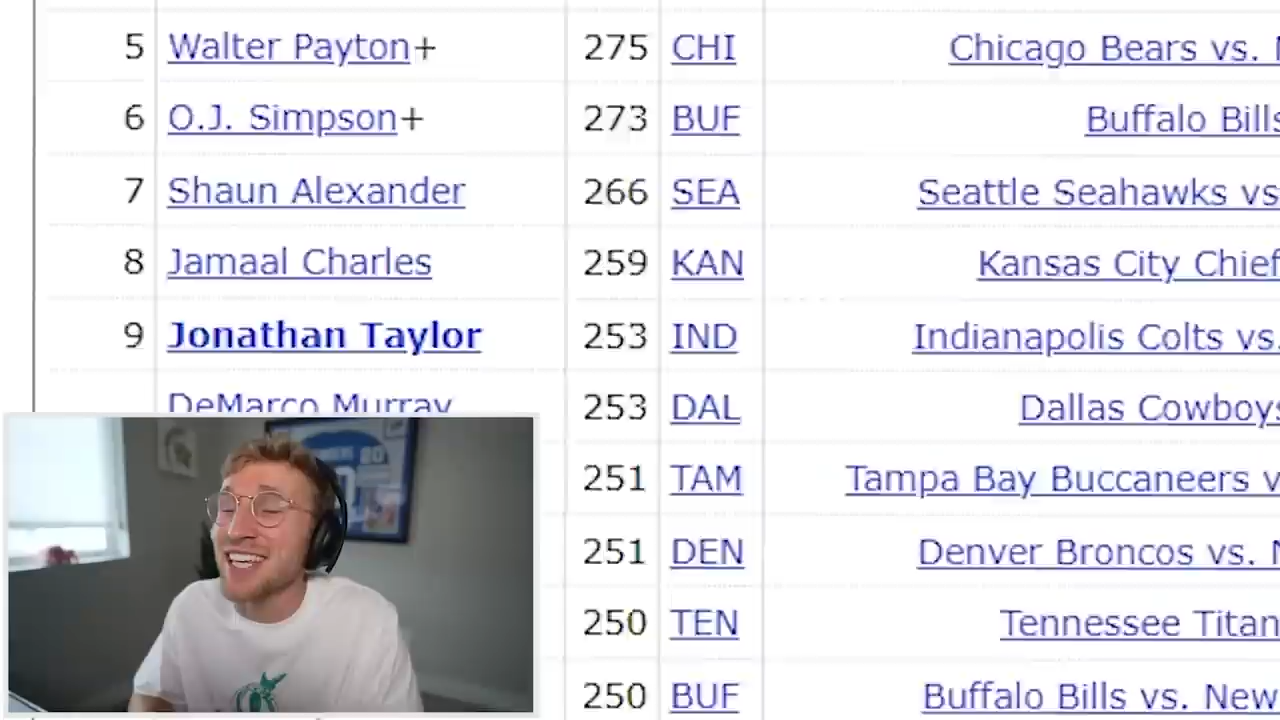 5 Walter Payton+ 275 CHI Chicago Bears vs.
6 O.J. Simpson+ 273 BUF Buffalo Bills
7 Shaun Alexander 266 SEA Seattle Seahawks vs
8 Jamaal Charles 259 KAN Kansas City Chief
9 Jonathan Taylor 253 IND Indianapolis Colts vs.
DeMarco Murray 253 DAL Dallas Cowboys
251 TAM Tampa Bay Buccaneers v
251 DEN Denver Broncos vs.
250 TEN Tennessee Titan
250 BUF Buffalo Bills vs. New